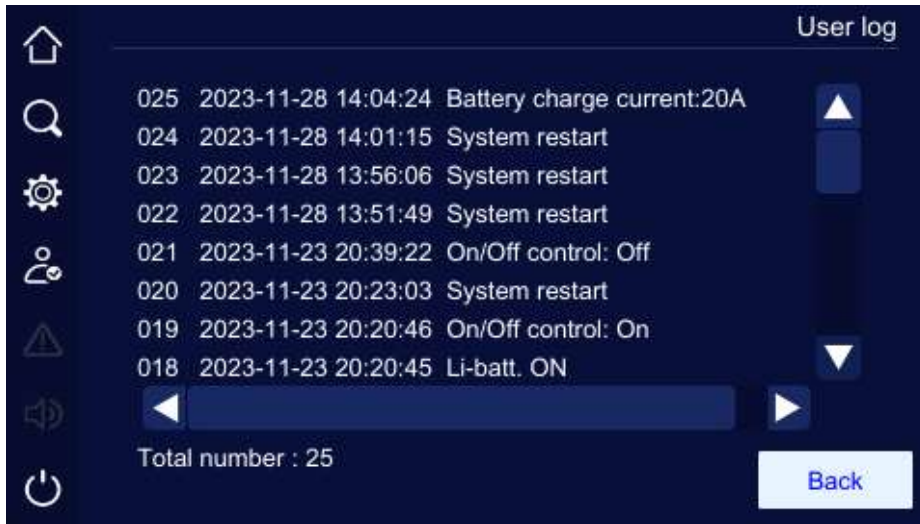 User log
025 2023-11-28 14:04:24 Battery charge current:20A
024 2023-11-28 14:01:15 System restart
023 2023-11-28 13:56:06 System restart
022 2023-11-28 13:51:49 System restart
021 2023-11-23 20:39:22 On/Off control: Off
020 2023-11-23 20:23:03 System restart
019 2023-11-23 20:20:46 On/Off control: On
018 2023-11-23 20:20:45 Li-batt. ON
Total number : 25
Back